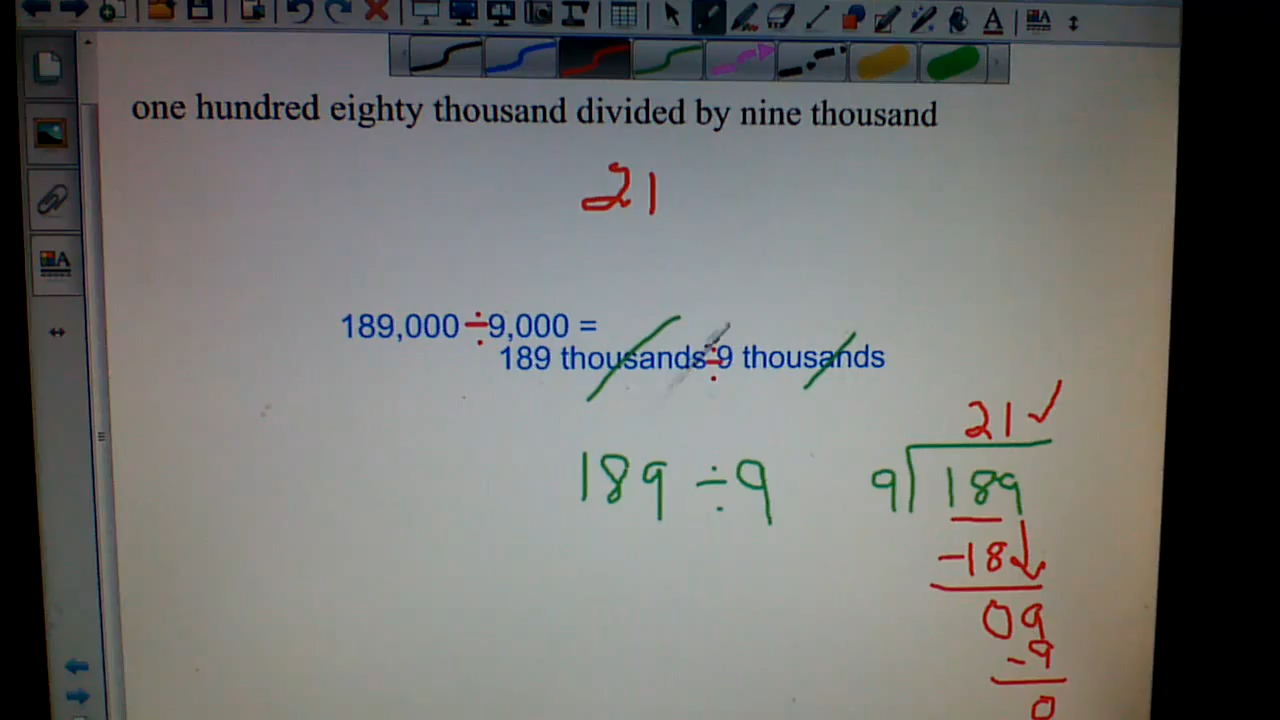 one hundred eighty thousand divided by nine thousand
21
189,000÷9,000 =
189 thousands÷9 thousands
189 ÷ 9
21✓
9)189
-18
09
-9
0